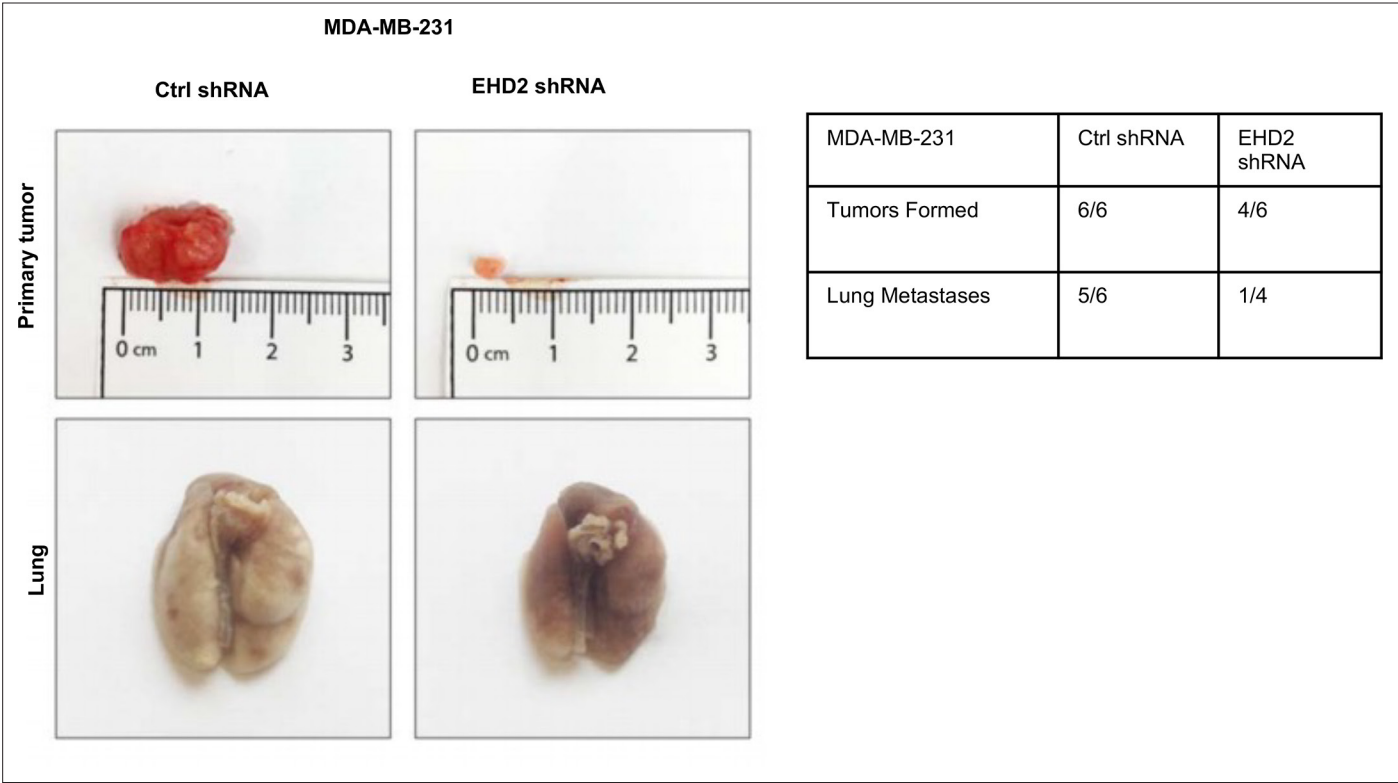 MDA-MB-231
Ctrl shRNA
EHD2 shRNA
Primary tumor
0 cm 1 2 3
0 cm 1 2 3
Lung
MDA-MB-231 Ctrl shRNA EHD2
shRNA
Tumors Formed 6/6 4/6
Lung Metastases 5/6 1/4